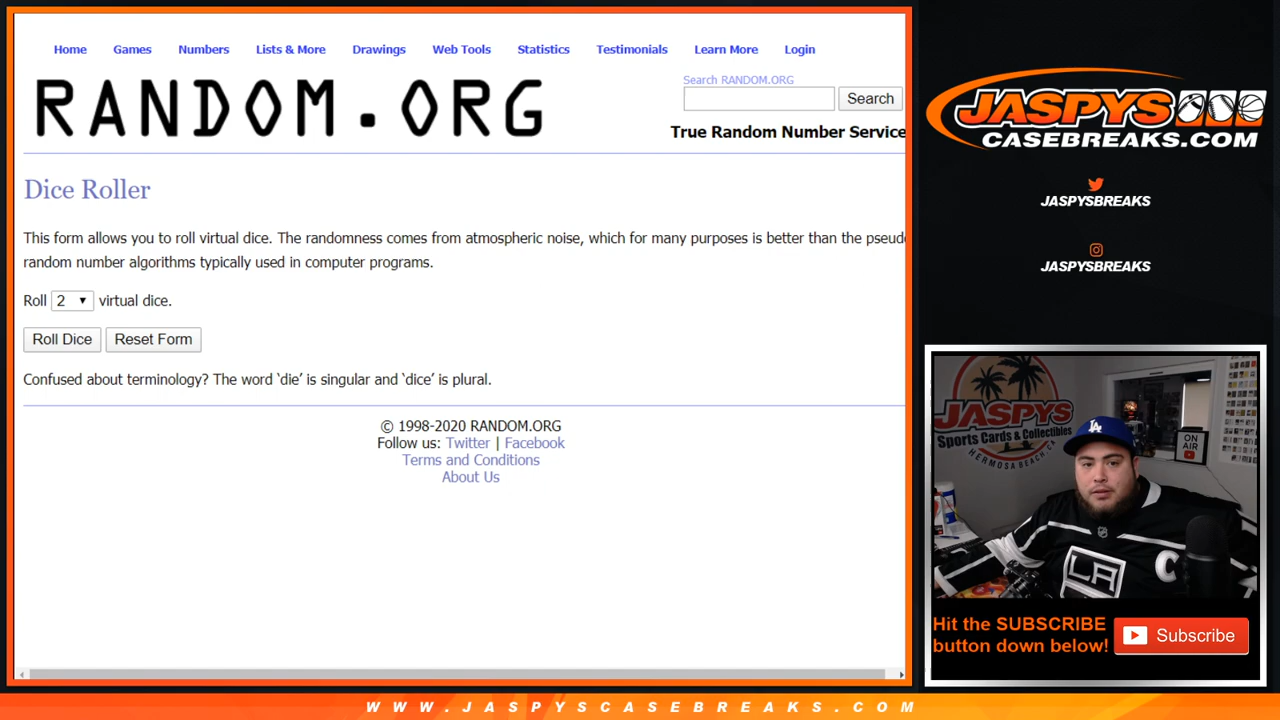 Home Games Numbers Lists & More Drawings Web Tools Statistics Testimonials Learn More Login
RANDOM.ORG
Search RANDOM.ORG
Search
True Random Number Service
Dice Roller
This form allows you to roll virtual dice. The randomness comes from atmospheric noise, which for many purposes is better than the pseudo
random number algorithms typically used in computer programs.
Roll 2 virtual dice.
Roll Dice Reset Form
Confused about terminology? The word ‘die’ is singular and ‘dice’ is plural.
© 1998-2020 RANDOM.ORG
Follow us: Twitter | Facebook
Terms and Conditions
About Us
JASPYS
CASEBREAKS.COM
JASPYSBREAKS
JASPYSBREAKS
JASPYS
Sports Cards & Collectibles
HERMOSA BEACH, CA
ON
AIR
LA
LA
C
Hit the SUBSCRIBE
button down below!
Subscribe
WWW.JASPYSCASEBREAKS.COM